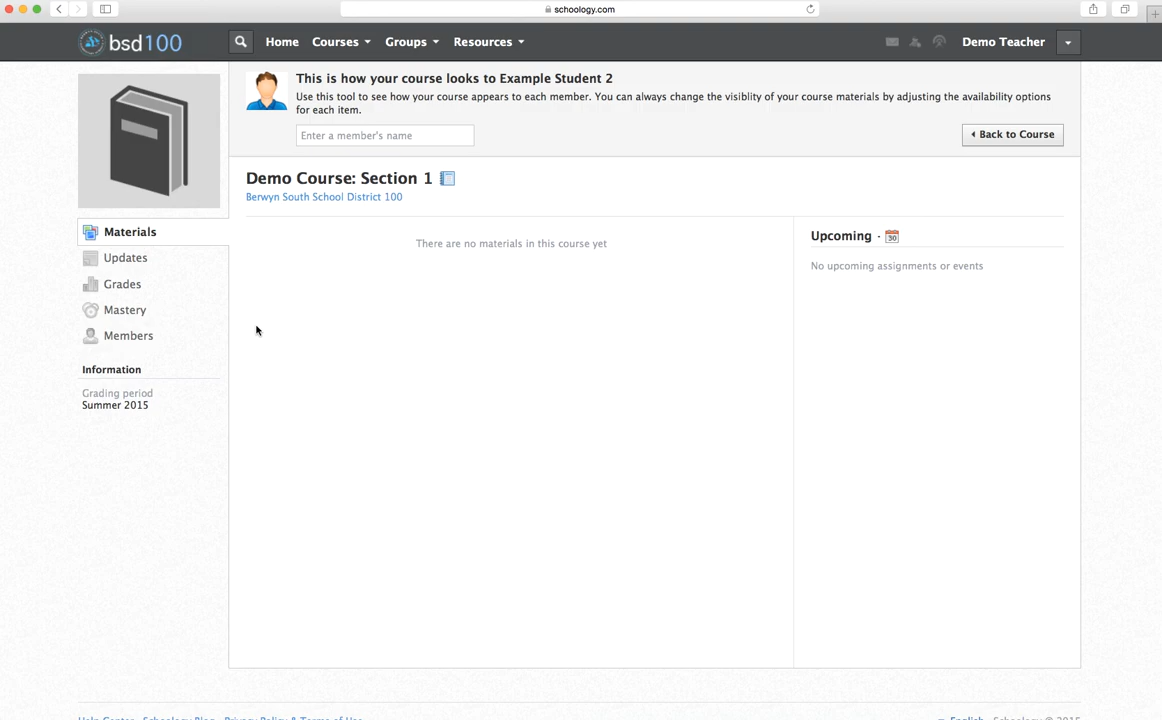 schoology.com
bsd100 Home Courses Groups Resources Demo Teacher
This is how your course looks to Example Student 2
Use this tool to see how your course appears to each member. You can always change the visiblity of your course materials by adjusting the availability options
for each item.
Enter a member's name
Back to Course
Demo Course: Section 1
Berwyn South School District 100
Materials
Updates
Grades
Mastery
Members
Information
Grading period
Summer 2015
There are no materials in this course yet
Upcoming · 30
No upcoming assignments or events
Help Center · Schoology Blog · Privacy Policy & Terms of Use
English · Schoology © 2015